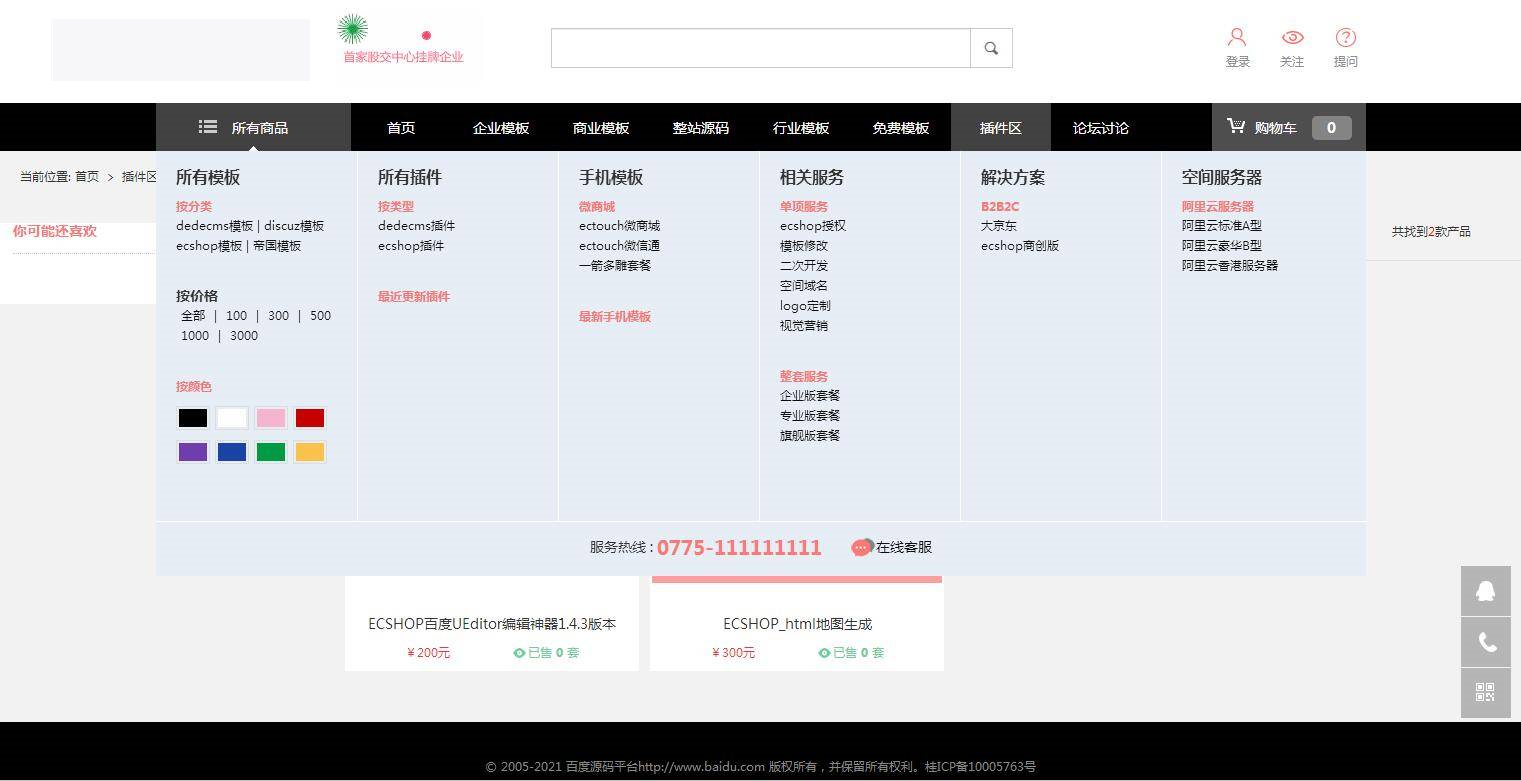 首家股交中心挂牌企业
登录 关注 提问
所有商品 首页 企业模板 商业模板 整站源码 行业模板 免费模板 插件区 论坛讨论 购物车 0
当前位置: 首页 > 插件区
你可能还喜欢
共找到2款产品
所有模板
按分类
dedecms模板 | discuz模板
ecshop模板 | 帝国模板
按价格
全部 | 100 | 300 | 500
1000 | 3000
按颜色
所有插件
按类型
dedecms插件
ecshop插件
最近更新插件
手机模板
微商城
ectouch微商城
ectouch微信通
一箭多雕套餐
最新手机模板
相关服务
单项服务
ecshop授权
模板修改
二次开发
空间域名
logo定制
视觉营销
整套服务
企业版套餐
专业版套餐
旗舰版套餐
解决方案
B2B2C
大京东
ecshop商创版
空间服务器
阿里云服务器
阿里云标准A型
阿里云豪华B型
阿里云香港服务器
服务热线 : 0775-111111111 在线客服
ECSHOP百度UEditor编辑神器1.4.3版本
¥200元 已售 0 套
ECSHOP_html地图生成
¥300元 已售 0 套
© 2005-2021 百度源码平台http://www.baidu.com 版权所有，并保留所有权利。桂ICP备10005763号